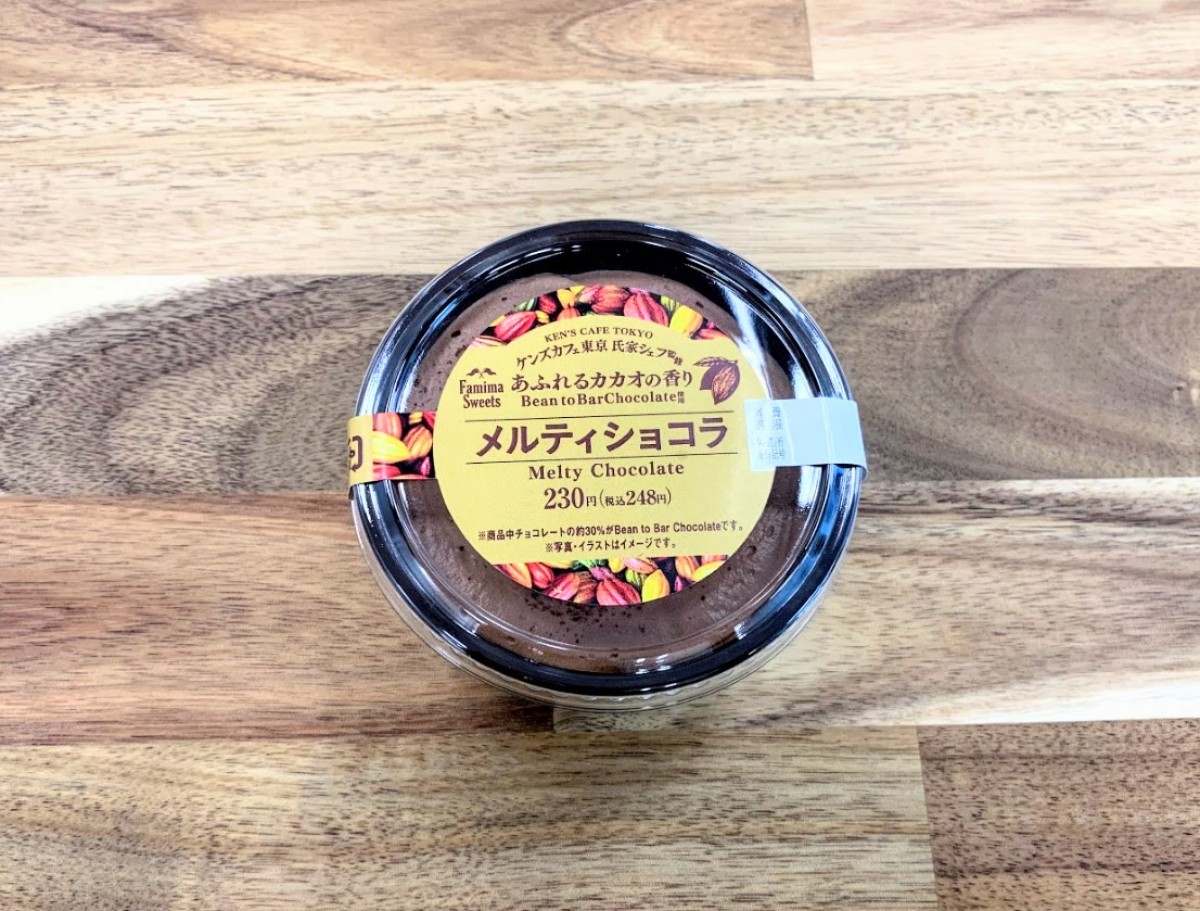 KEN'S CAFE TOKYO
ケンズカフェ東京 氏家シェフ監修
Famima Sweets
あふれるカカオの香り
Bean to Bar Chocolate使用
メルティショコラ
Melty Chocolate
230円(税込248円)
※商品中チョコレートの約30%がBean to Bar Chocolateです。
※写真・イラストはイメージです。